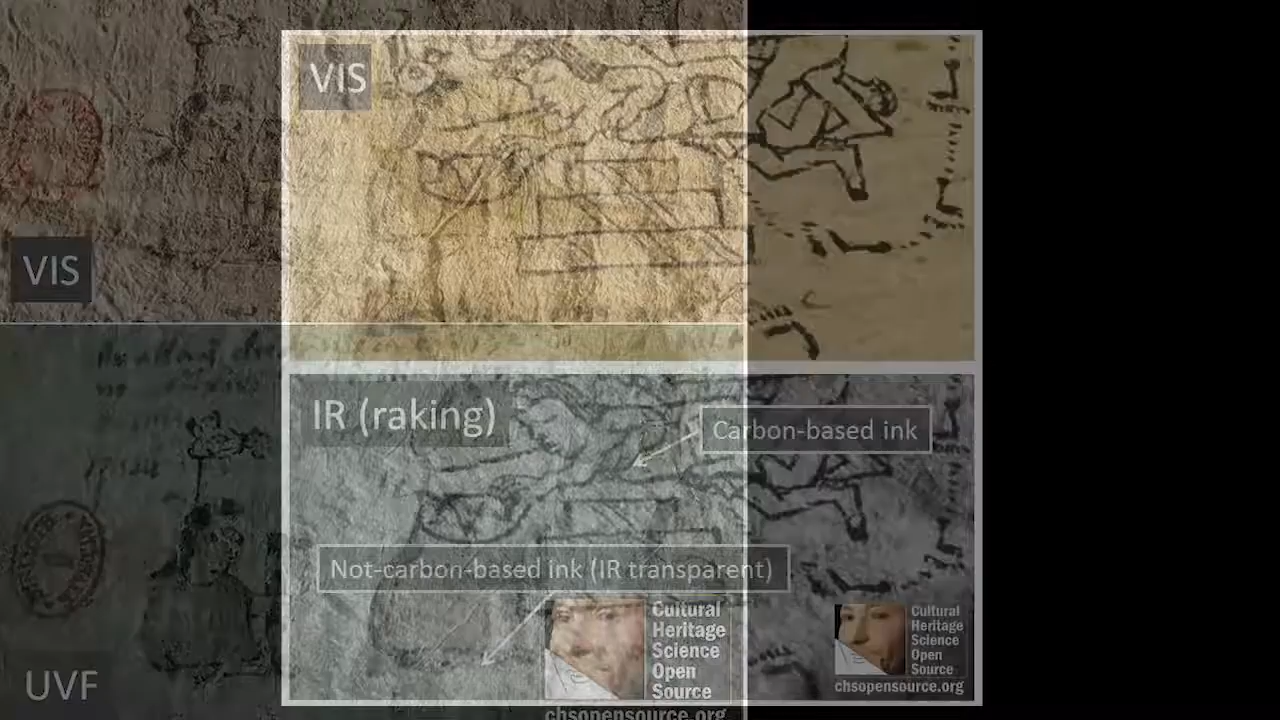 VIS
VIS
IR (raking)
Carbon-based ink
Not-carbon-based ink (IR transparent)
UVF
Cultural
Heritage
Science
Open
Source
chsopensource.org
Cultural
Heritage
Science
Open
Source
chsopensource.org